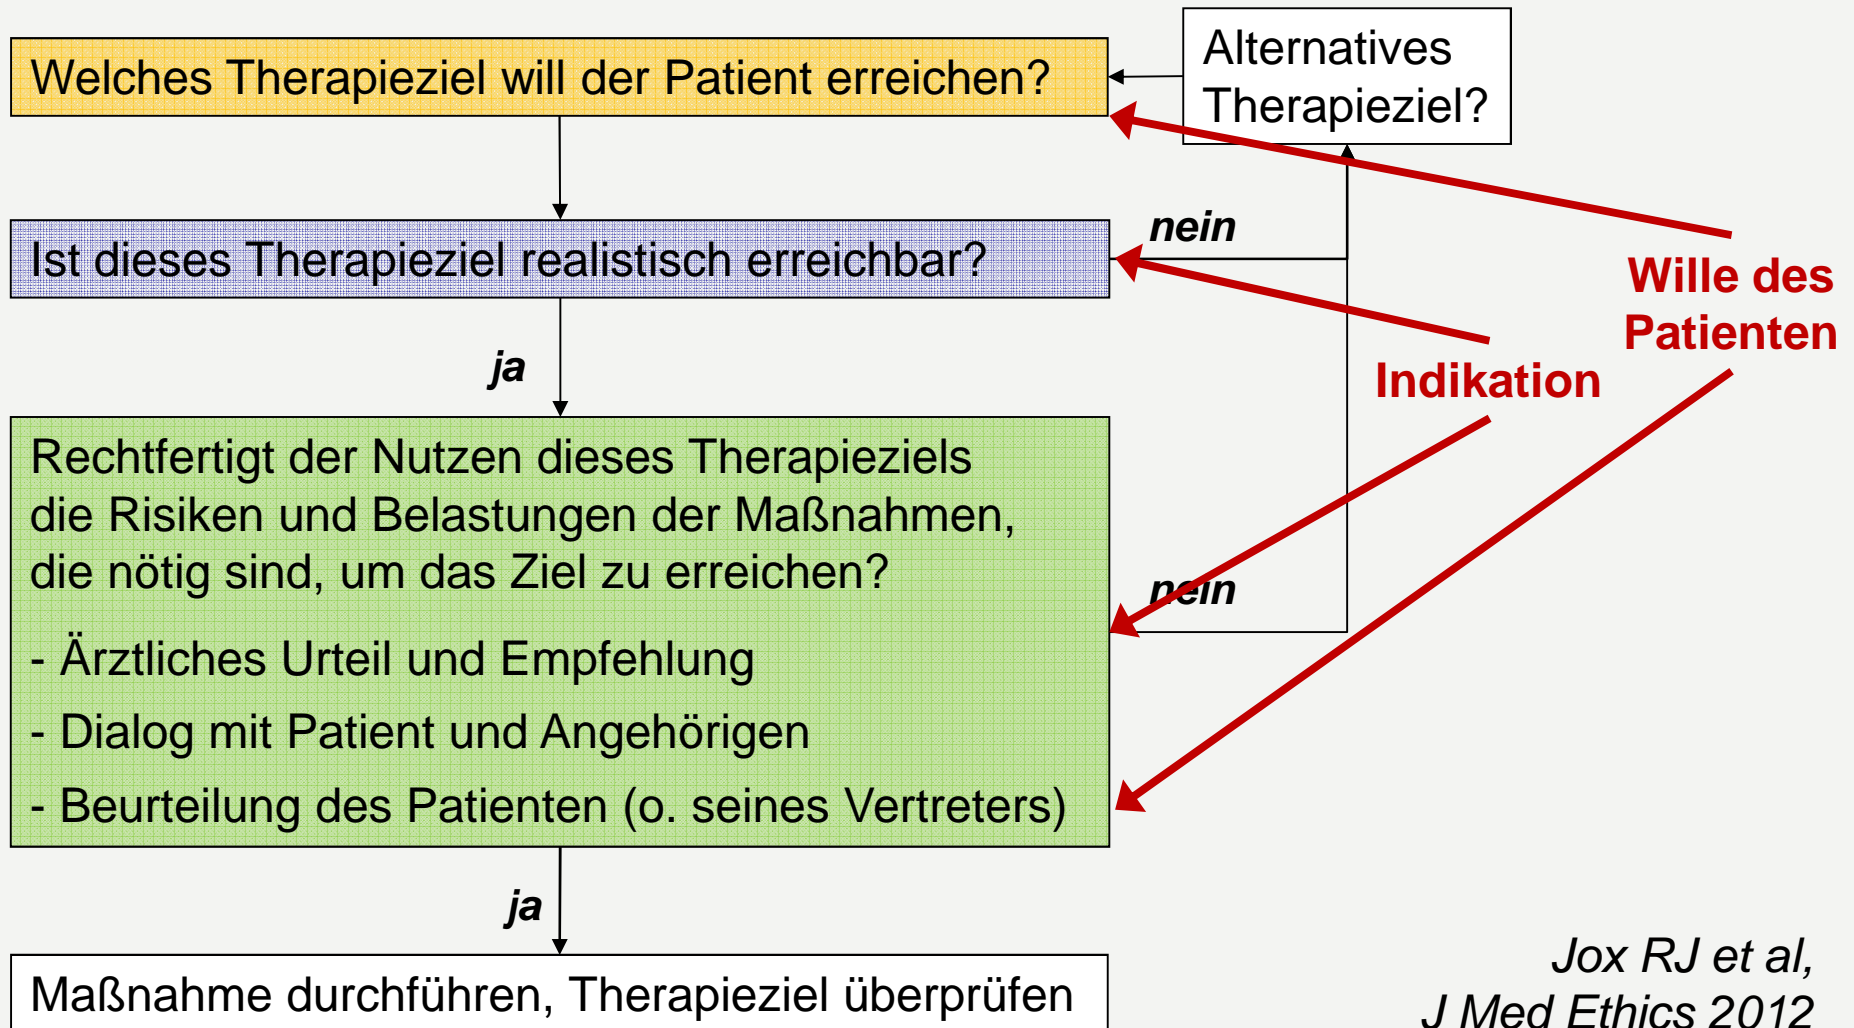 Welches Therapieziel will der Patient erreichen?
Alternatives
Therapieziel?
Ist dieses Therapieziel realistisch erreichbar?
nein
Wille des
Patienten
ja
Indikation
Rechtfertigt der Nutzen dieses Therapieziels
die Risiken und Belastungen der Maßnahmen,
die nötig sind, um das Ziel zu erreichen?
nein
- Ärztliches Urteil und Empfehlung
- Dialog mit Patient und Angehörigen
- Beurteilung des Patienten (o. seines Vertreters)
ja
Maßnahme durchführen, Therapieziel überprüfen
Jox RJ et al,
J Med Ethics 2012